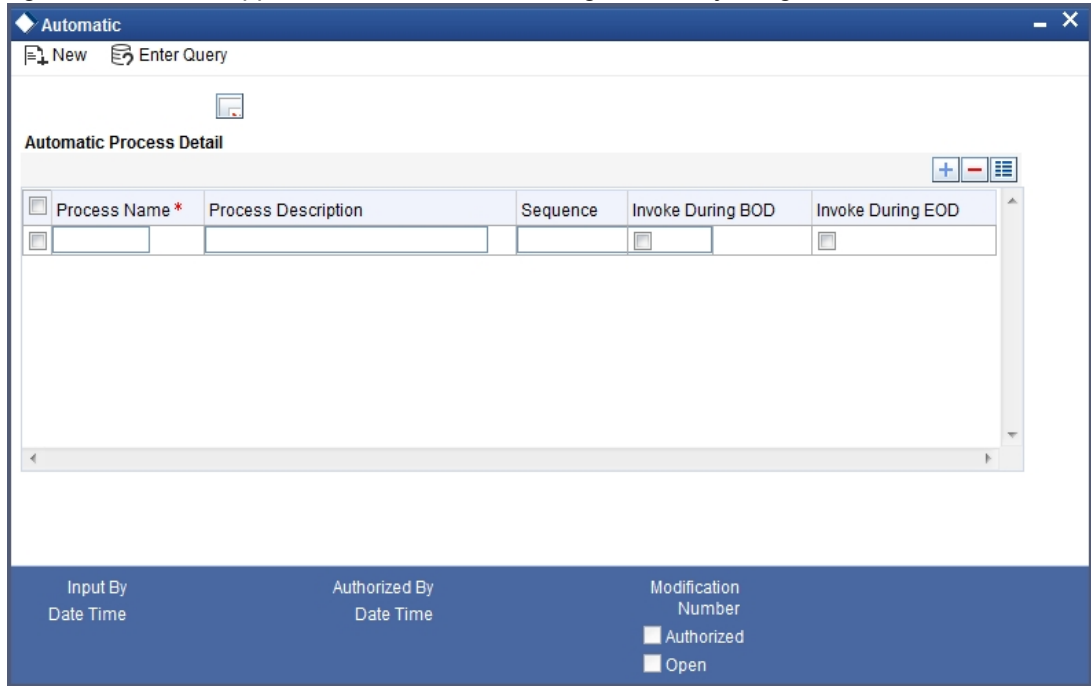 Automatic
New Enter Query
Automatic Process Detail
Process Name * Process Description Sequence Invoke During BOD Invoke During EOD
Input By Authorized By Modification Number
Date Time Date Time
Authorized
Open